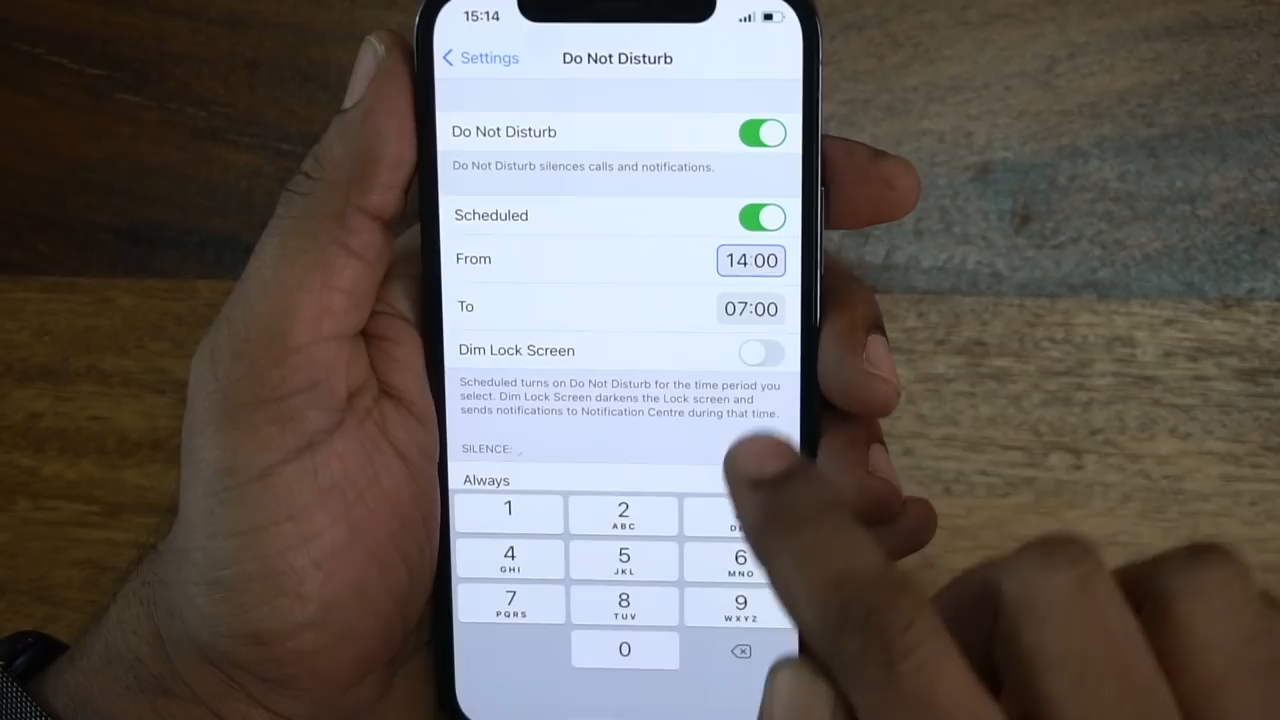 15:14
Settings Do Not Disturb
Do Not Disturb
Do Not Disturb silences calls and notifications.
Scheduled
From 14:00
To 07:00
Dim Lock Screen
Scheduled turns on Do Not Disturb for the time period you
select. Dim Lock Screen darkens the Lock screen and
sends notifications to Notification Centre during that time.
SILENCE:
Always
1 2
ABC D
4 5 6
GHI JKL MNO
7 8 9
PQRS TUV WXYZ
0